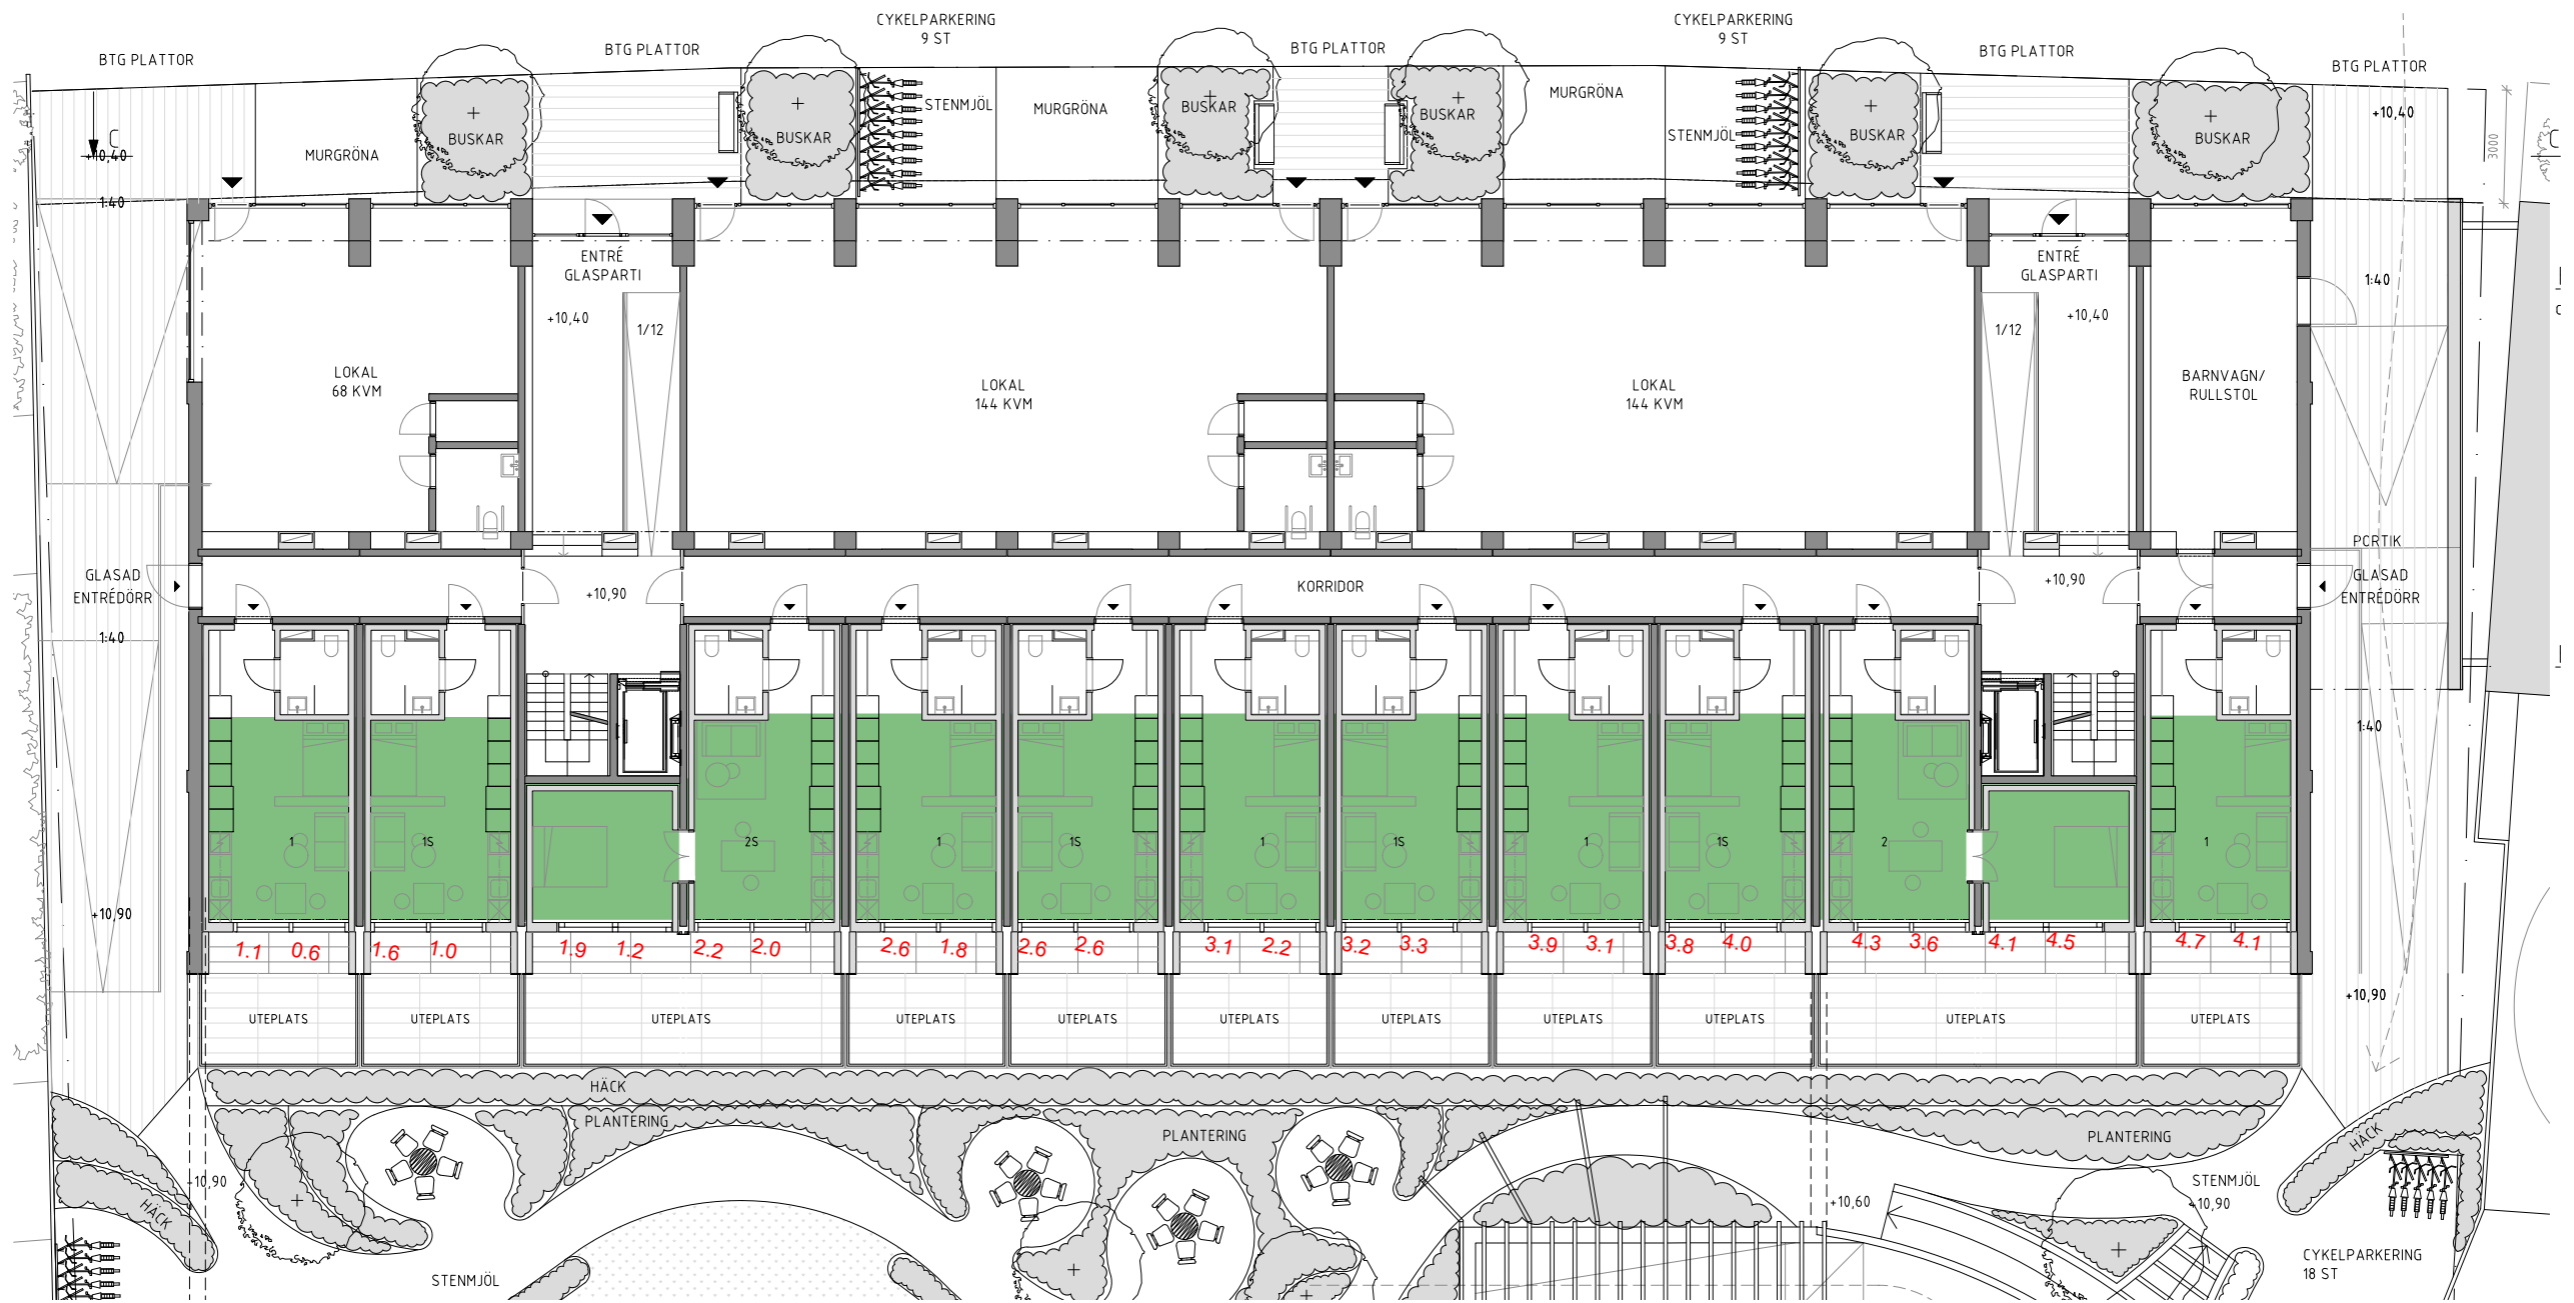 CYKELPARKERING
9 ST
CYKELPARKERING
9 ST
BTG PLATTOR
BTG PLATTOR
BTG PLATTOR
BTG PLATTOR
BTG PLATTOR
MURGRÖNA
BUSKAR
BUSKAR
STENMJÖL
MURGRÖNA
BUSKAR
BUSKAR
MURGRÖNA
STENMJÖL
BUSKAR
BUSKAR
+10,40
3000
C
+10,40
1:40
ENTRÉ
GLASPARTI
+10,40
1/12
ENTRÉ
GLASPARTI
+10,40
1/12
1:40
LOKAL
68 KVM
LOKAL
144 KVM
LOKAL
144 KVM
BARNVAGN/
RULLSTOL
PCRTIK
GLASAD
ENTRÉDÖRR
+10,90
KORRIDOR
+10,90
GLASAD
ENTRÉDÖRR
1:40
1:40
1
1S
2S
1
1S
1
1S
1
1S
2
1
+10,90
1.1 0.6 1.6 1.0 1.9 1.2 2.2 2.0 2.6 1.8 2.6 2.6 3.1 2.2 3.2 3.3 3.9 3.1 3.8 4.0 4.3 3.6 4.1 4.5 4.7 4.1
+10,90
UTEPLATS
UTEPLATS
UTEPLATS
UTEPLATS
UTEPLATS
UTEPLATS
UTEPLATS
UTEPLATS
UTEPLATS
UTEPLATS
UTEPLATS
HÄCK
PLANTERING
PLANTERING
PLANTERING
HÄCK
+10,90
HÄCK
STENMJÖL
+10,90
+10,60
STENMJÖL
CYKELPARKERING
18 ST